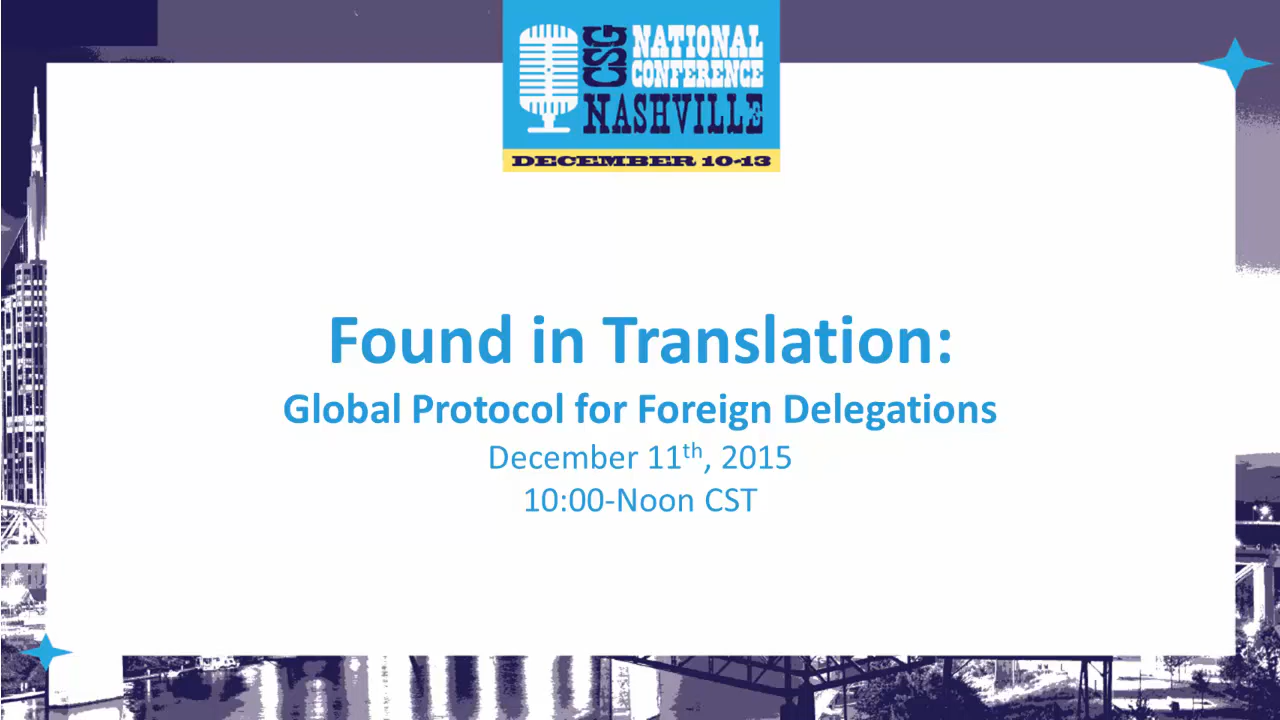 CSG
NATIONAL
CONFERENCE
NASHVILLE
DECEMBER 10-13
Found in Translation:
Global Protocol for Foreign Delegations
December 11th, 2015
10:00-Noon CST